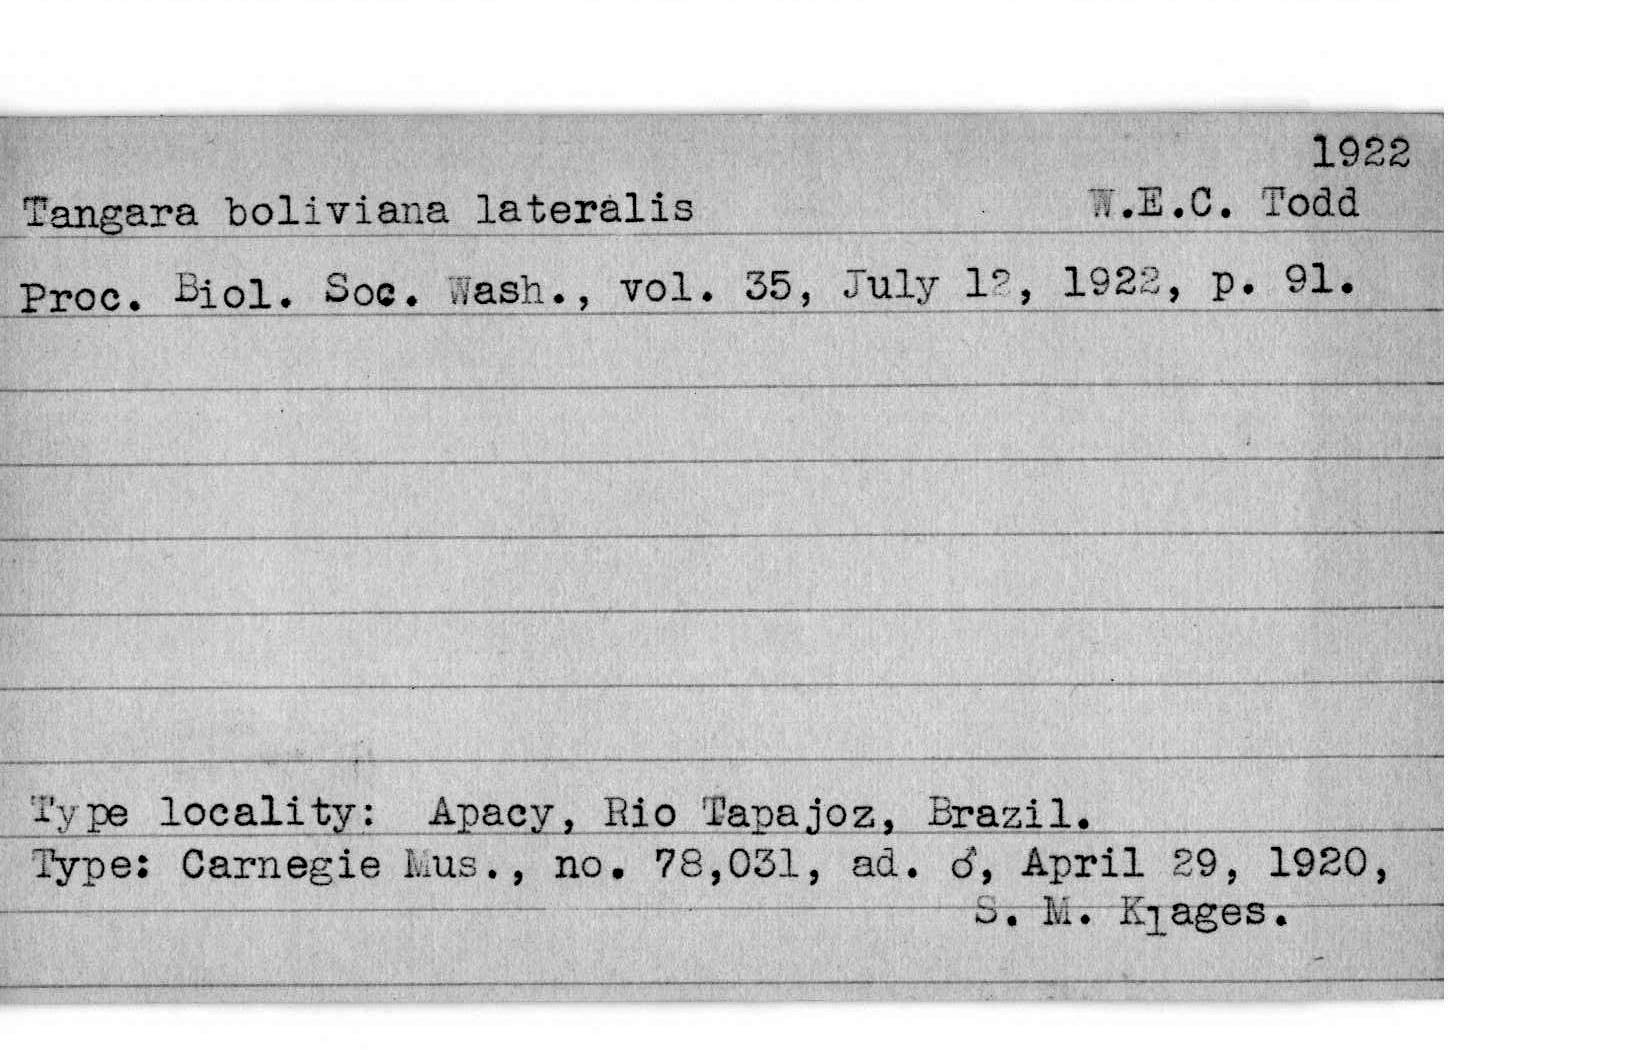 1922
Tangara boliviana lateralis W.E.C. Todd
Proc. Biol. Soc. Wash., vol. 35, July 12, 1922, p. 91.
Type locality: Apacy, Rio Tapajoz, Brazil.
Type: Carnegie Mus., no. 78,031, ad. ♂, April 29, 1920,
S. M. Klages.